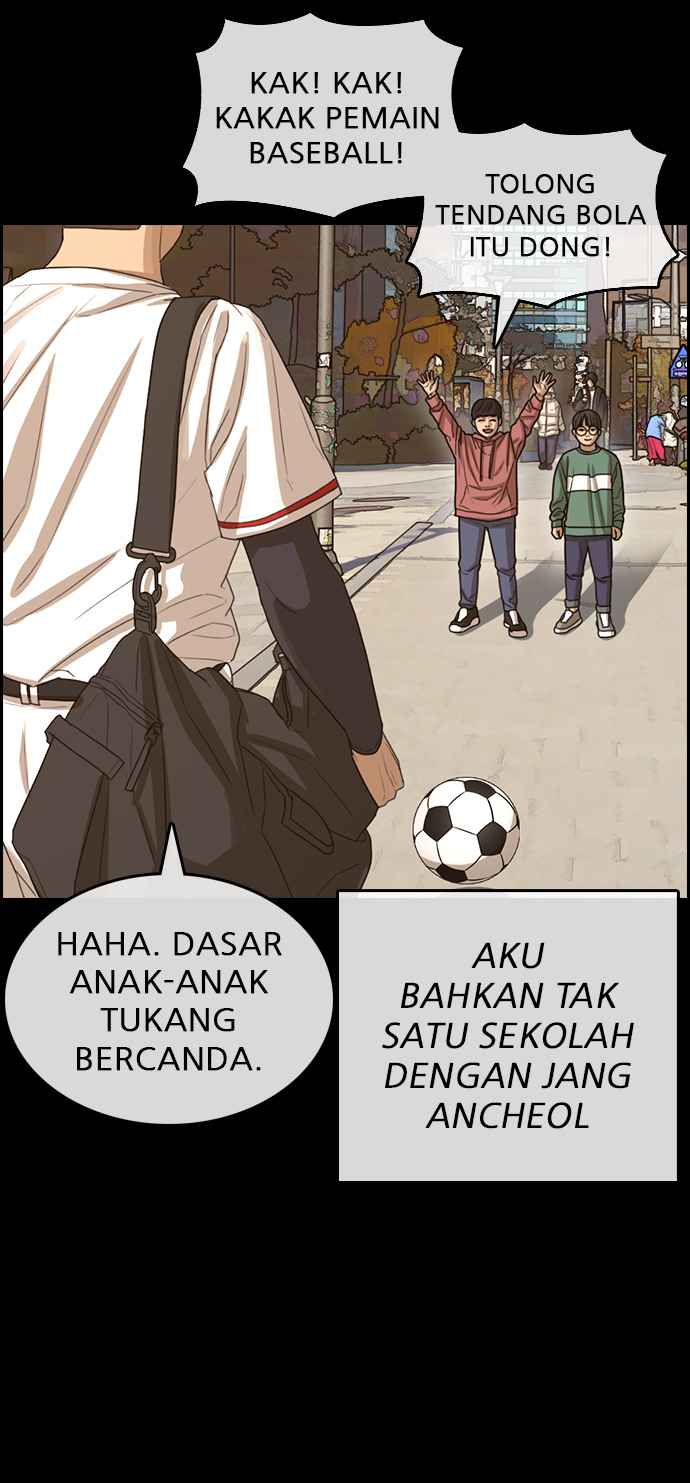 KAK! KAK!
KAKAK PEMAIN
BASEBALL!
TOLONG
TENDANG BOLA
ITU DONG!
HAHA. DASAR
ANAK-ANAK
TUKANG
BERCANDA.
AKU
BAHKAN TAK
SATU SEKOLAH
DENGAN JANG
ANCHEOL